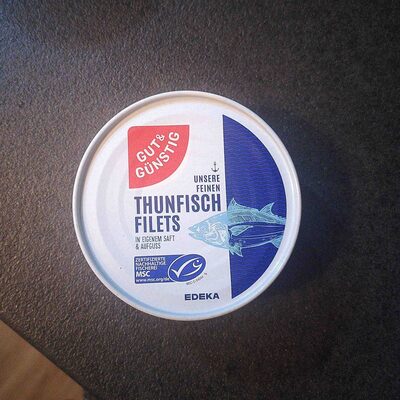 GUT&
GÜNSTIG
UNSERE
FEINEN
THUNFISCH
FILETS
IN EIGENEM SAFT
& AUFGUSS
ZERTIFIZIERTE
NACHHALTIGE
FISCHEREI
MSC
www.msc.org/de
EDEKA